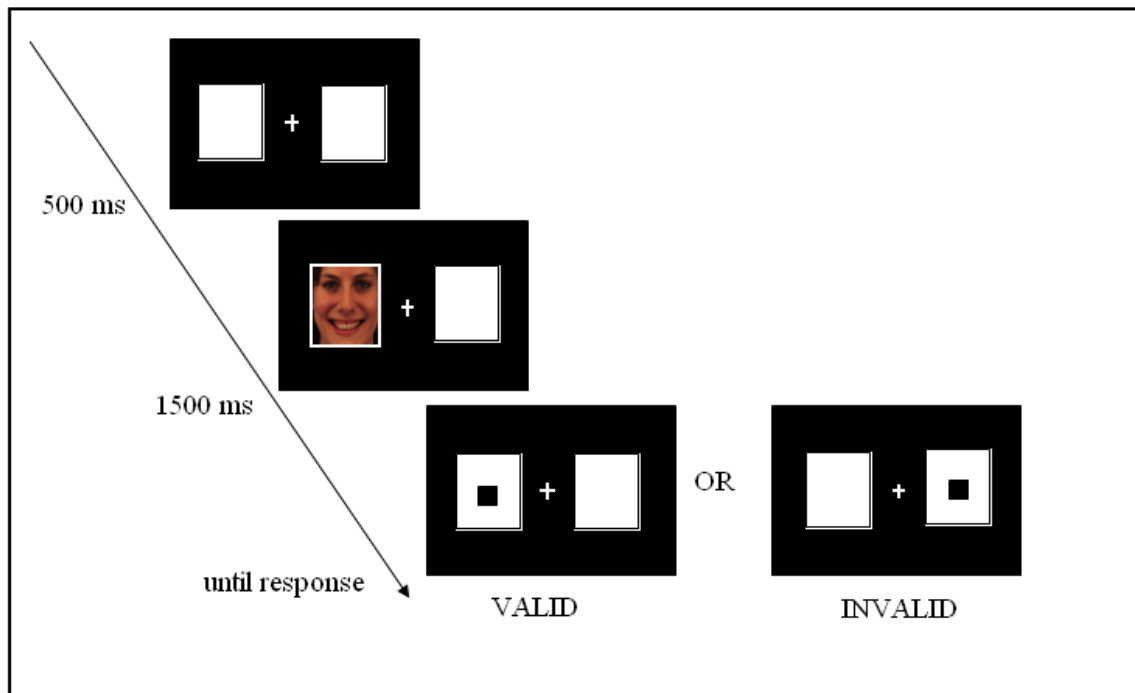 500 ms
1500 ms
OR
until response
VALID
INVALID